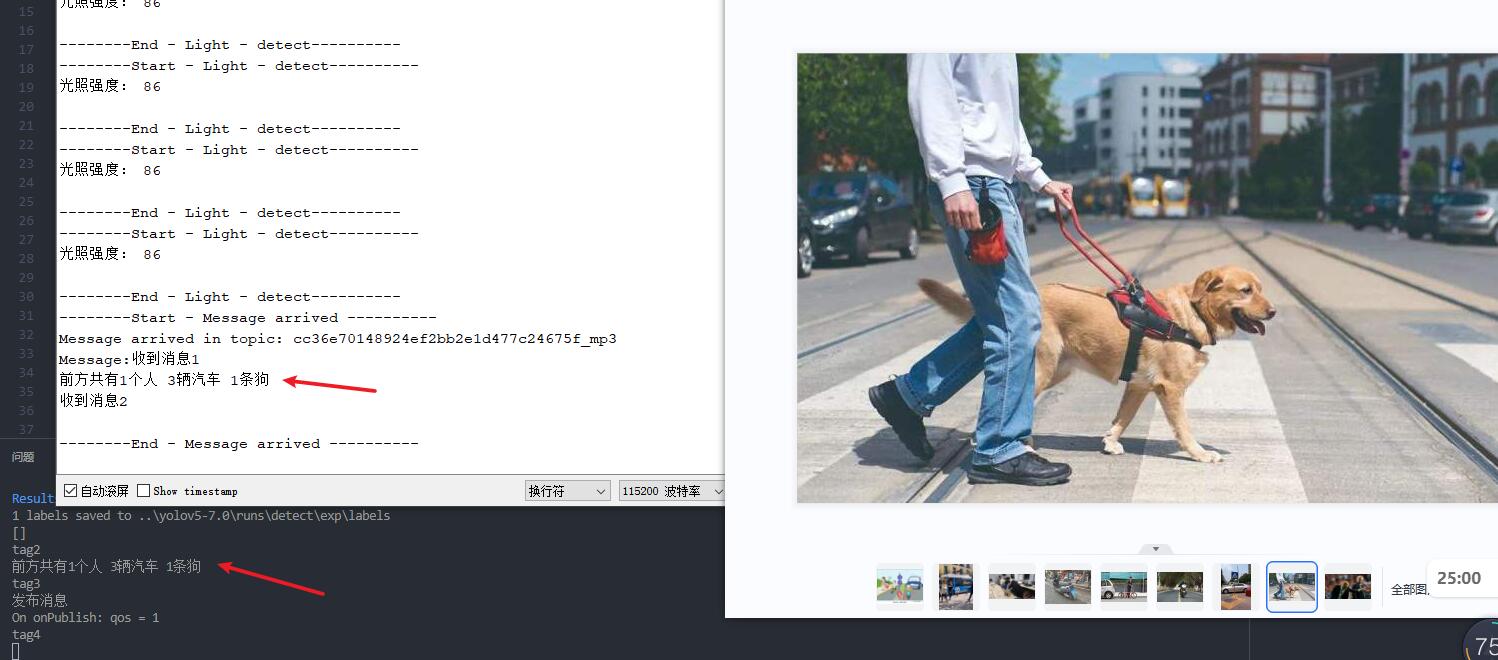 15
16
17
18
19
20
21
22
23
24
25
26
27
28
29
30
31
32
33
34
35
36
37
光照强度： 86
--------End - Light - detect----------
--------Start - Light - detect----------
光照强度： 86
--------End - Light - detect----------
--------Start - Light - detect----------
光照强度： 86
--------End - Light - detect----------
--------Start - Light - detect----------
光照强度： 86
--------End - Light - detect----------
--------Start - Message arrived ----------
Message arrived in topic: cc36e70148924ef2bb2e1d477c24675f_mp3
Message:收到消息1
前方共有1个人 3辆汽车 1条狗
收到消息2
--------End - Message arrived ----------
自动滚屏 Show timestamp 换行符 115200 波特率
问题
Result
1 labels saved to ..\yolov5-7.0\runs\detect\exp\labels
[]
tag2
前方共有1个人 3辆汽车 1条狗
tag3
发布消息
On onPublish: qos = 1
tag4
全部图
25:00
75